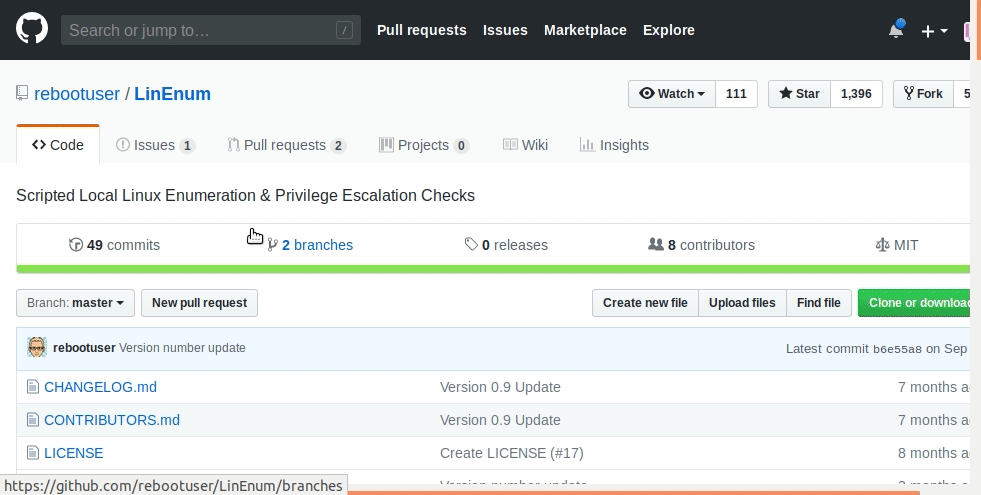 Search or jump to… / Pull requests Issues Marketplace Explore
rebootuser / LinEnum Watch 111 Star 1,396 Fork
Code Issues 1 Pull requests 2 Projects 0 Wiki Insights
Scripted Local Linux Enumeration & Privilege Escalation Checks
49 commits 2 branches 0 releases 8 contributors MIT
Branch: master New pull request Create new file Upload files Find file Clone or download
rebootuser Version number update Latest commit b6e55a8 on Sep
CHANGELOG.md Version 0.9 Update 7 months
CONTRIBUTORS.md Version 0.9 Update 7 months
LICENSE Create LICENSE (#17) 8 months
Version number update
https://github.com/rebootuser/LinEnum/branches